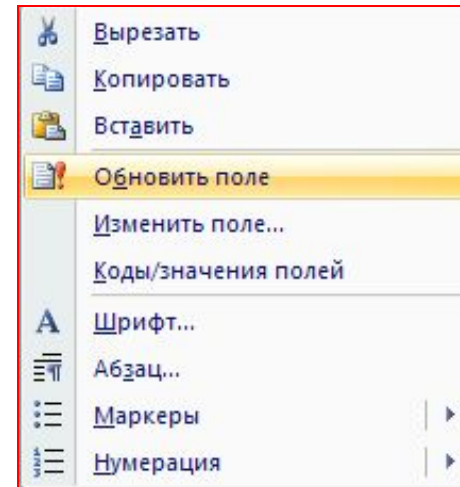 Вырезать
Копировать
Вставить
Обновить поле
Изменить поле...
Коды/значения полей
Шрифт...
Абзац...
Маркеры
Нумерация